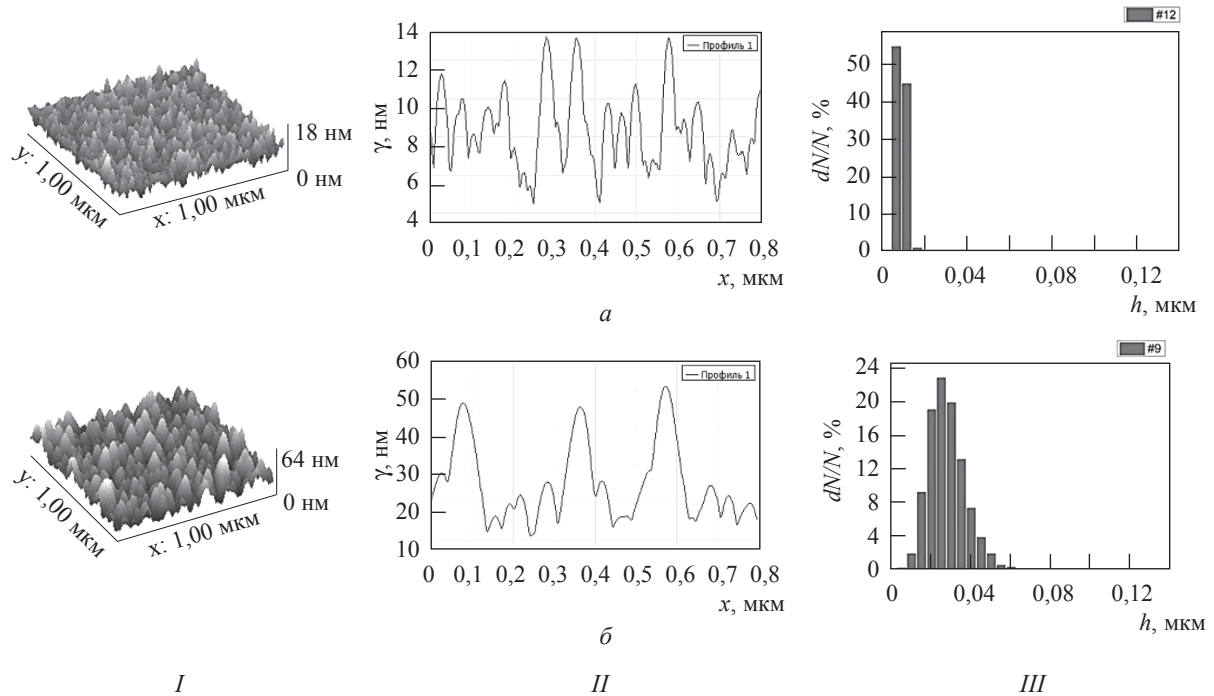 18 нм
0 нм
y: 1,00 мкм
x: 1,00 мкм
14
12
10
8
6
4
γ, нм
Профиль 1
0 0,1 0,2 0,3 0,4 0,5 0,6 0,7 0,8
x, мкм
#12
50
40
30
20
10
0
dN/N, %
0 0,04 0,08 0,12
h, мкм
а
64 нм
0 нм
y: 1,00 мкм
x: 1,00 мкм
60
50
40
30
20
10
γ, нм
Профиль 1
0 0,1 0,2 0,3 0,4 0,5 0,6 0,7 0,8
x, мкм
#9
24
20
16
12
8
4
0
dN/N, %
0 0,04 0,08 0,12
h, мкм
б
I II III